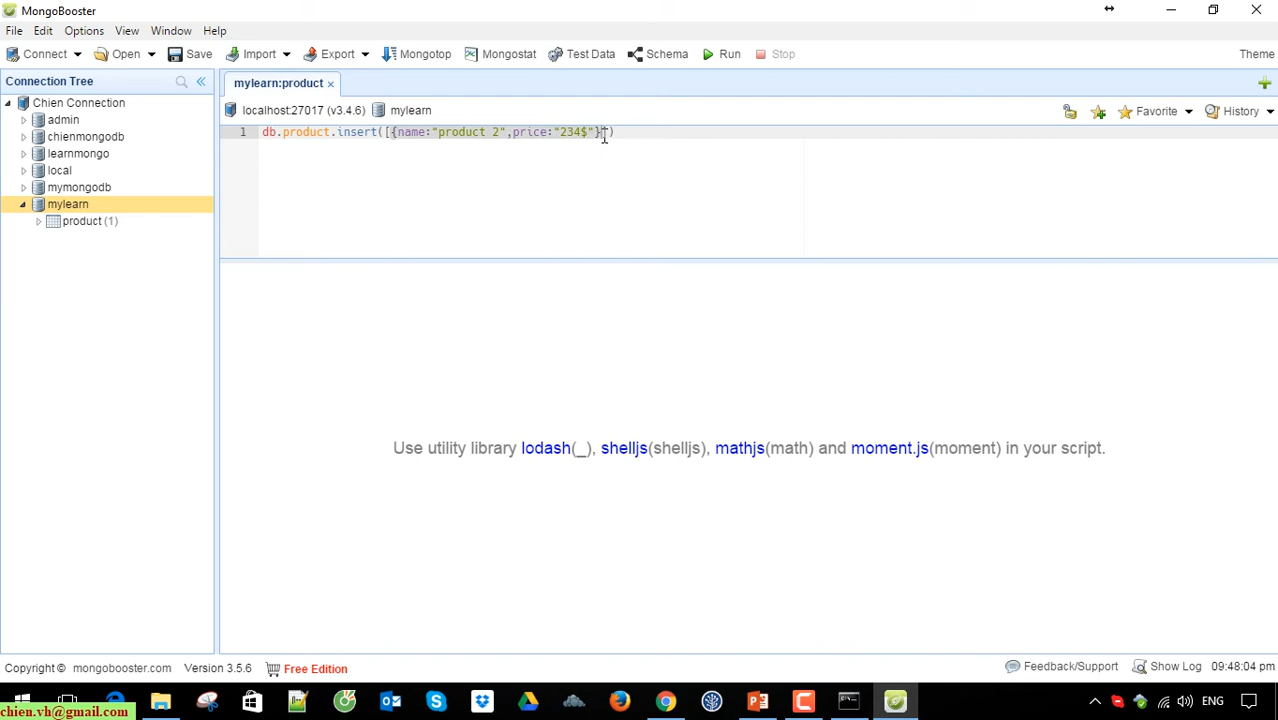 MongoBooster
File Edit Options View Window Help
Connect Open Save Import Export Mongotop Mongostat Test Data Schema Run Stop Theme
Connection Tree
Chien Connection
admin
chienmongodb
learnmongo
local
mymongodb
mylearn
product (1)
mylearn:product
localhost:27017 (v3.4.6) mylearn
Favorite History
1 db.product.insert([{name:"product 2",price:"234$"}])
Use utility library lodash(_), shelljs(shelljs), mathjs(math) and moment.js(moment) in your script.
Copyright © mongobooster.com Version 3.5.6 Free Edition Feedback/Support Show Log 09:48:04 PM
chien.vh@gmail.com
ENG